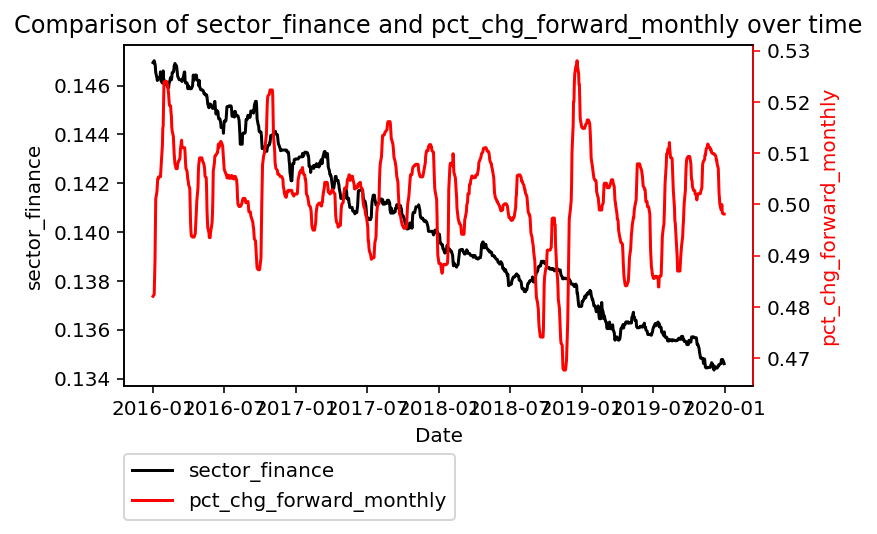 Comparison of sector_finance and pct_chg_forward_monthly over time
sector_finance
0.146
0.144
0.142
0.140
0.138
0.136
0.134
0.53
0.52
0.51
0.50
0.49
0.48
0.47
pct_chg_forward_monthly
2016-01 2016-07 2017-01 2017-07 2018-01 2018-07 2019-01 2019-07 2020-01
Date
sector_finance
pct_chg_forward_monthly